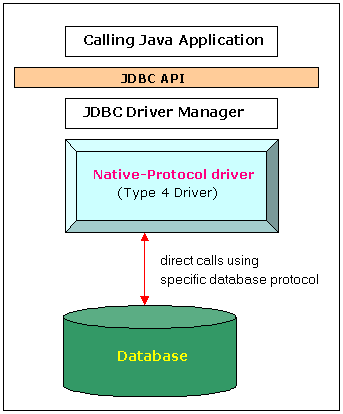 Calling Java Application
JDBC API
JDBC Driver Manager
Native-Protocol driver
(Type 4 Driver)
direct calls using
specific database protocol
Database